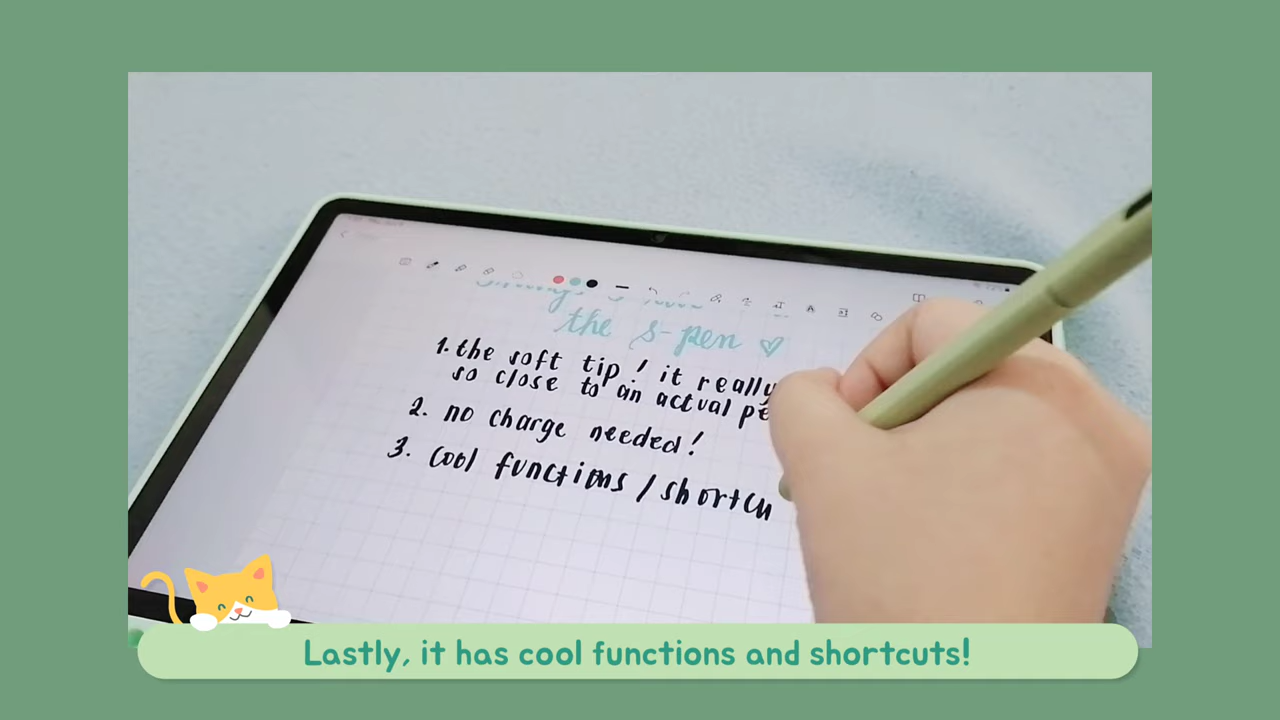 the s-pen
1. the soft tip! it really
so close to an actual pe
2. no charge needed!
3. cool functions/shortcu
Lastly, it has cool functions and shortcuts!